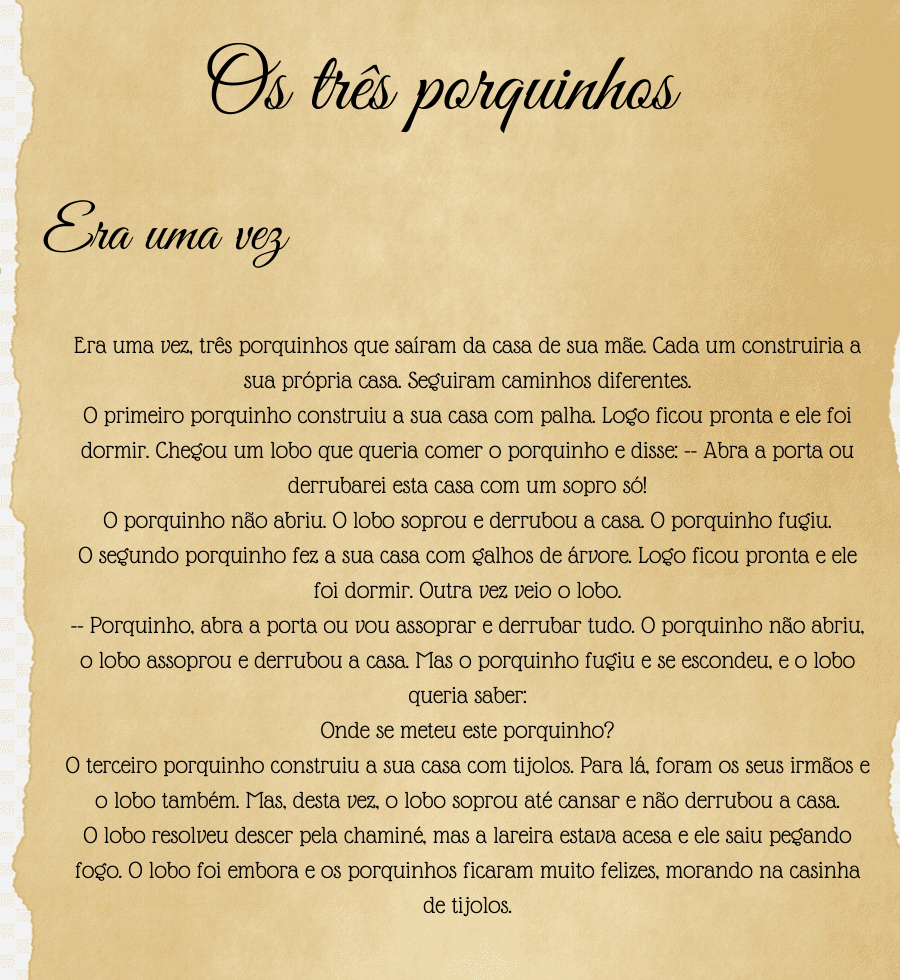 Os três porquinhos
Era uma vez
Era uma vez, três porquinhos que saíram da casa de sua mãe. Cada um construiria a
sua própria casa. Seguiram caminhos diferentes.
O primeiro porquinho construiu a sua casa com palha. Logo ficou pronta e ele foi
dormir. Chegou um lobo que queria comer o porquinho e disse: -- Abra a porta ou
derrubarei esta casa com um sopro só!
O porquinho não abriu. O lobo soprou e derrubou a casa. O porquinho fugiu.
O segundo porquinho fez a sua casa com galhos de árvore. Logo ficou pronta e ele
foi dormir. Outra vez veio o lobo.
-- Porquinho, abra a porta ou vou assoprar e derrubar tudo. O porquinho não abriu,
o lobo assoprou e derrubou a casa. Mas o porquinho fugiu e se escondeu, e o lobo
queria saber:
Onde se meteu este porquinho?
O terceiro porquinho construiu a sua casa com tijolos. Para lá, foram os seus irmãos e
o lobo também. Mas, desta vez, o lobo soprou até cansar e não derrubou a casa.
O lobo resolveu descer pela chaminé, mas a lareira estava acesa e ele saiu pegando
fogo. O lobo foi embora e os porquinhos ficaram muito felizes, morando na casinha
de tijolos.